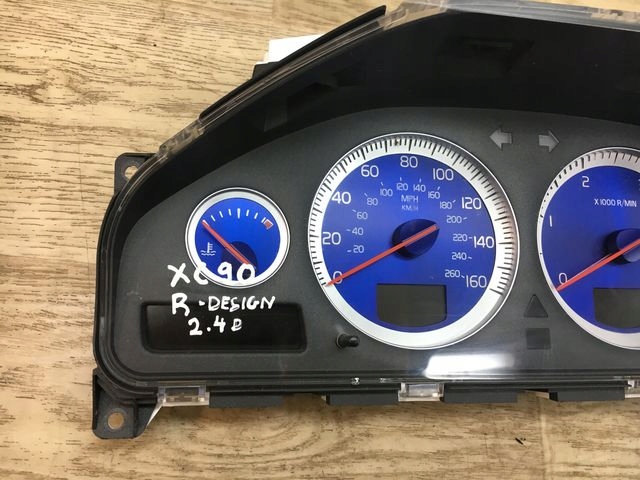 80
60 100
40 120
20 140
0 160
100 120 140 160
80 180
60 200
40 220
20 240
260
MPH
KM/H
0 1 2
X1000 R/MIN
XC90
R-DESIGN
2.4D